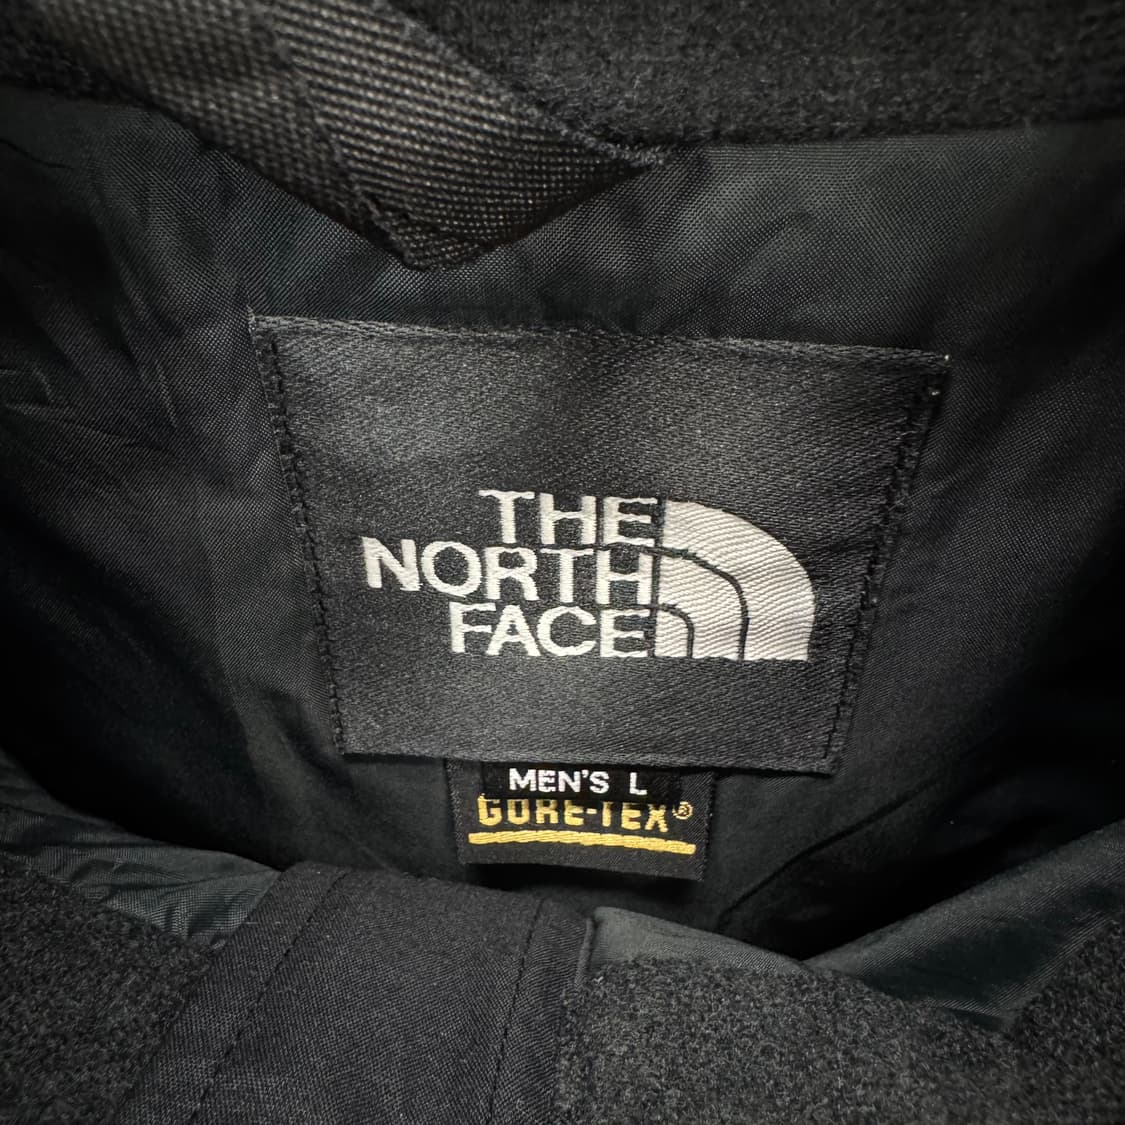 THE
NORTH
FACE
MEN'S L
GORE-TEX®